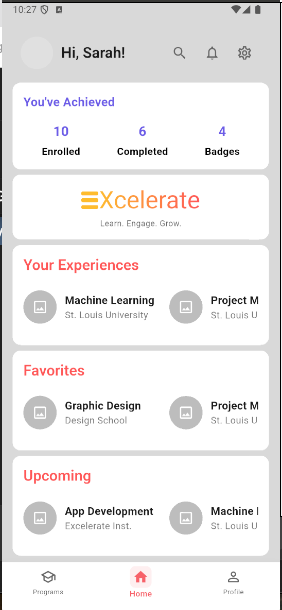 10:27
Hi, Sarah!
You've Achieved
10 6 4
Enrolled Completed Badges
Xcelerate
Learn. Engage. Grow.
Your Experiences
Machine Learning Project M
St. Louis University St. Louis U
Favorites
Graphic Design Project M
Design School St. Louis U
Upcoming
App Development Machine
Excelerate Inst. St. Louis U
Programs Home Profile